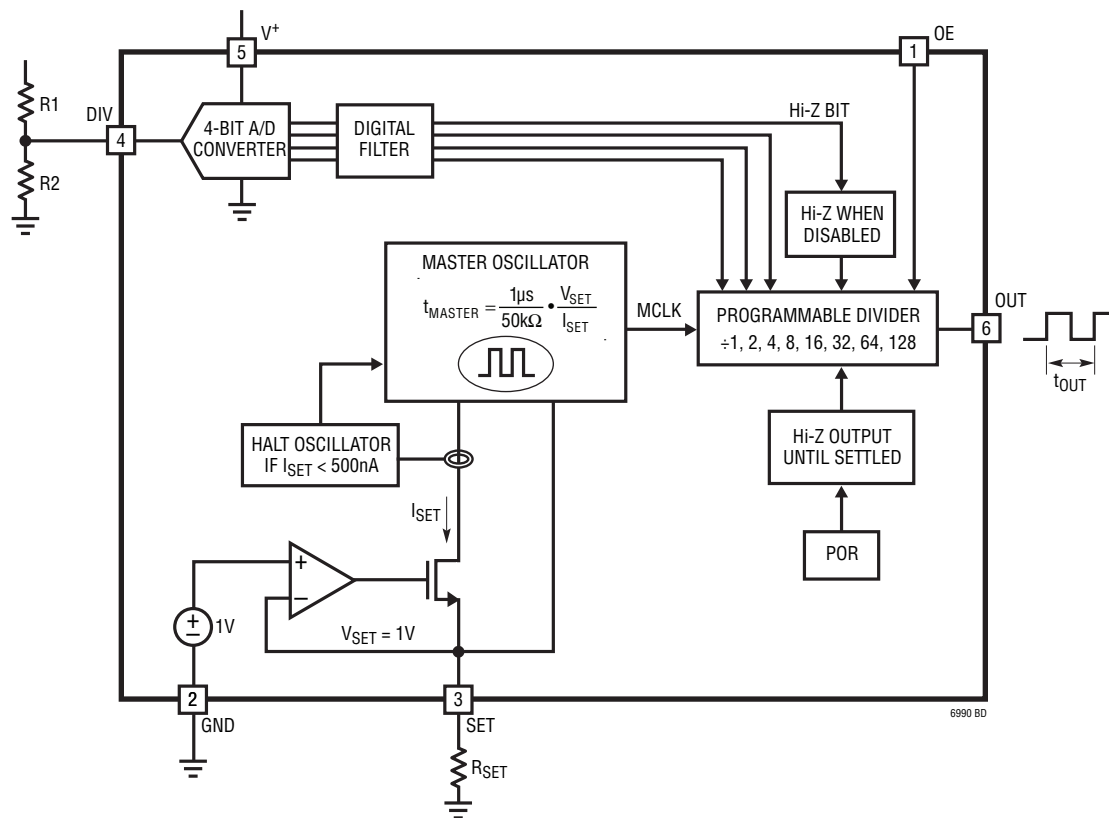 V+
5
OE
1
R1
DIV
4
R2
4-BIT A/D
CONVERTER
DIGITAL
FILTER
Hi-Z BIT
Hi-Z WHEN
DISABLED
MASTER OSCILLATOR
tMASTER = 1µs/50kΩ • VSET/ISET
MCLK
PROGRAMMABLE DIVIDER
÷1, 2, 4, 8, 16, 32, 64, 128
OUT
6
tOUT
HALT OSCILLATOR
IF ISET < 500nA
Hi-Z OUTPUT
UNTIL SETTLED
ISET
POR
+
–
+
–
1V
VSET = 1V
2
GND
3
SET
6990 BD
RSET